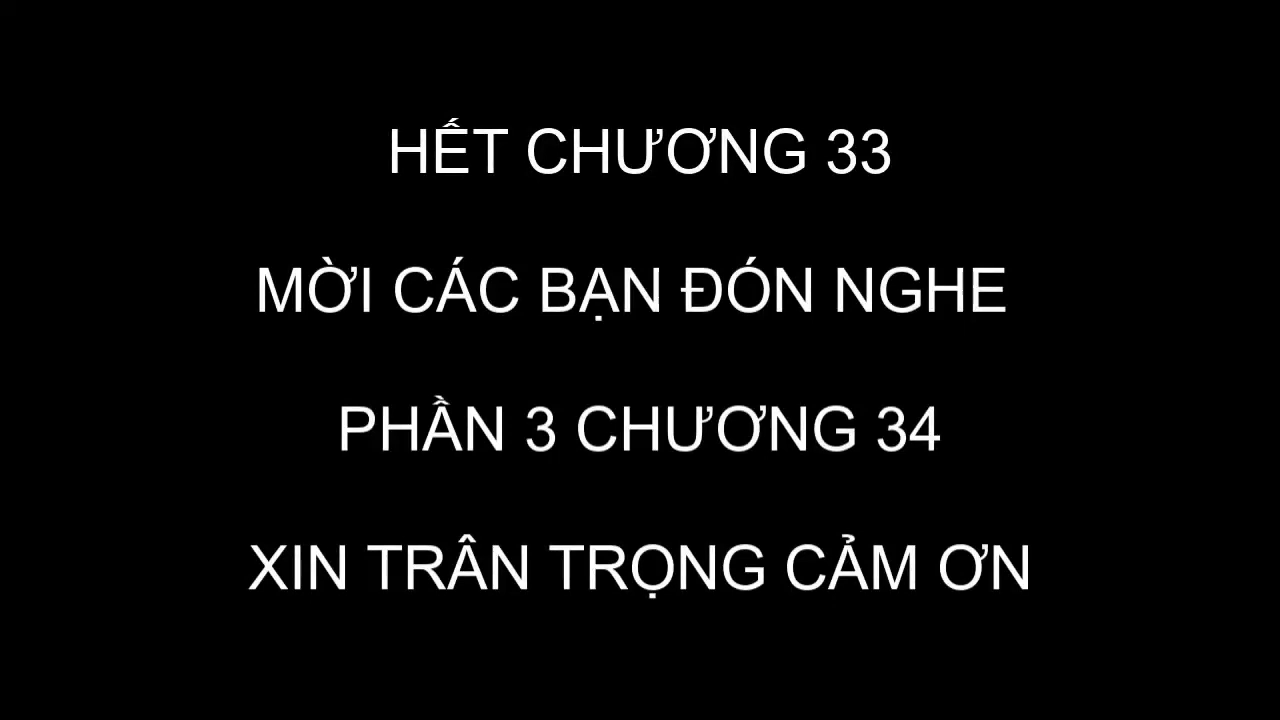 HẾT CHƯƠNG 33
MỜI CÁC BẠN ĐÓN NGHE
PHẦN 3 CHƯƠNG 34
XIN TRÂN TRỌNG CẢM ƠN